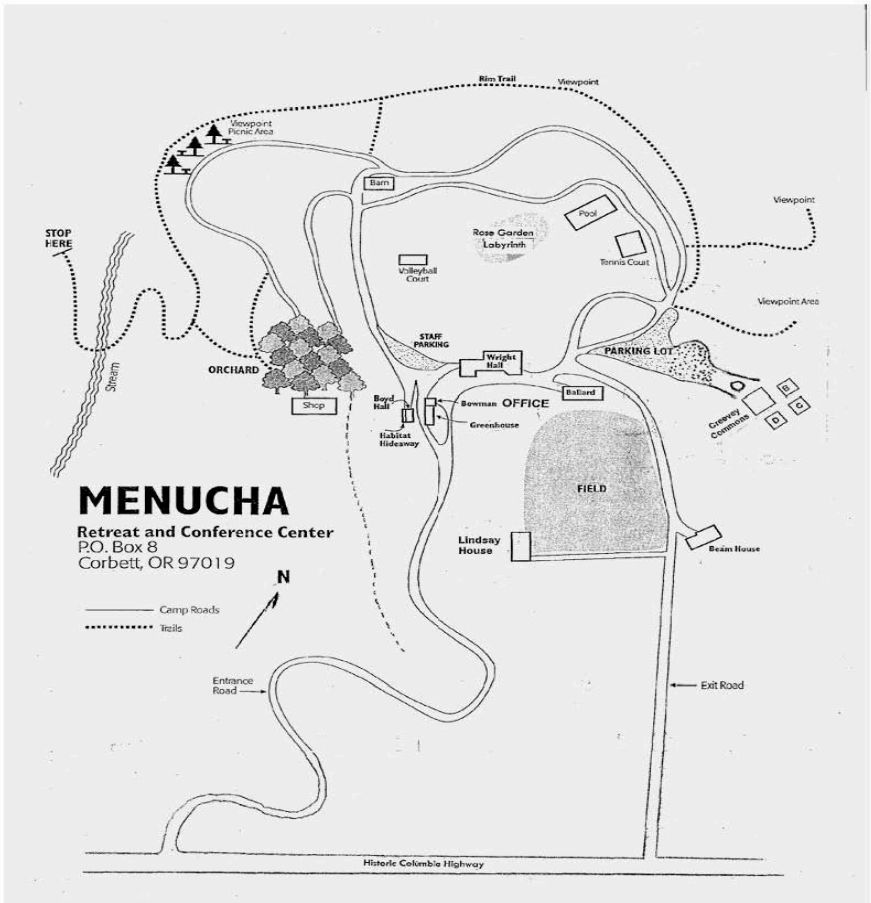 Rim Trail
Viewpoint
Viewpoint
Picnic Area
Barn
Pool
Viewpoint
STOP
HERE
Rose Garden
Labyrinth
Volleyball
Court
Tennis Court
Viewpoint Area
STAFF
PARKING
Wright
Hall
PARKING LOT
ORCHARD
Stream
Shop
Boyd
Hall
Bowman
OFFICE
Ballard
Greenhouse
Habitat
Hideaway
Creevey
Commons
B
C
D
FIELD
MENUCHA
Retreat and Conference Center
P.O. Box 8
Corbett, OR 97019
Lindsay
House
Beam House
N
Camp Roads
Trails
Entrance
Road
Exit Road
Historic Columbia Highway